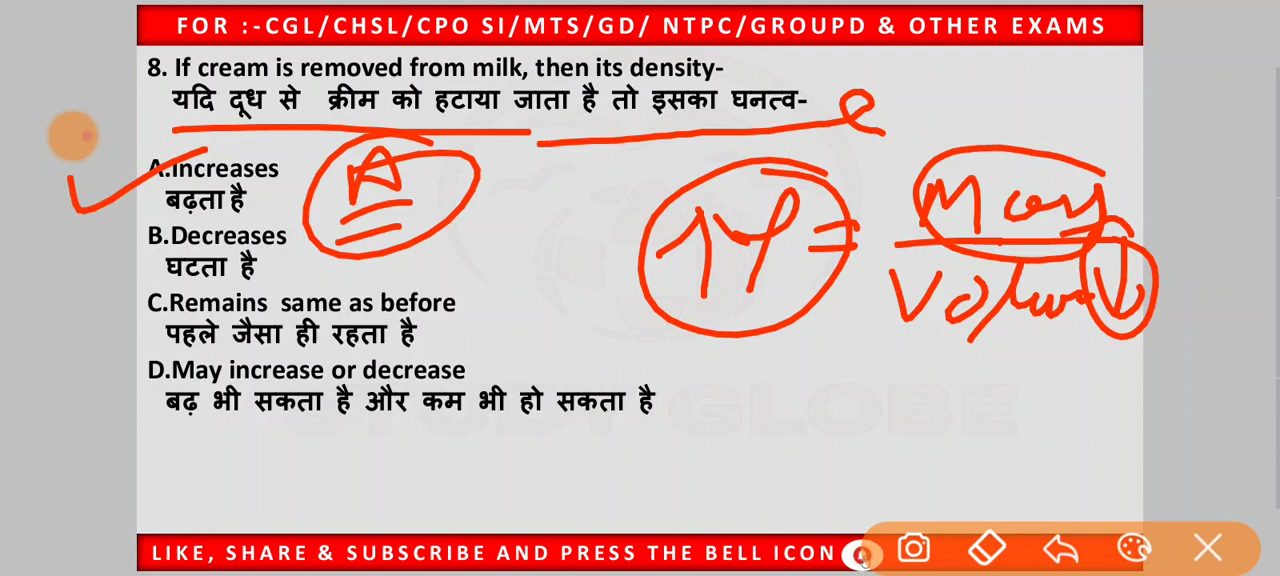 FOR :-CGL/CHSL/CPO SI/MTS/GD/ NTPC/GROUPD & OTHER EXAMS
8. If cream is removed from milk, then its density-
यदि दूध से क्रीम को हटाया जाता है तो इसका घनत्व-
A.Increases
बढ़ता है
A
B.Decreases
घटता है
↑ρ =
Mass
Volume ↓
C.Remains same as before
पहले जैसा ही रहता है
D.May increase or decrease
बढ़ भी सकता है और कम भी हो सकता है
STUDY GLOBE
LIKE, SHARE & SUBSCRIBE AND PRESS THE BELL ICON